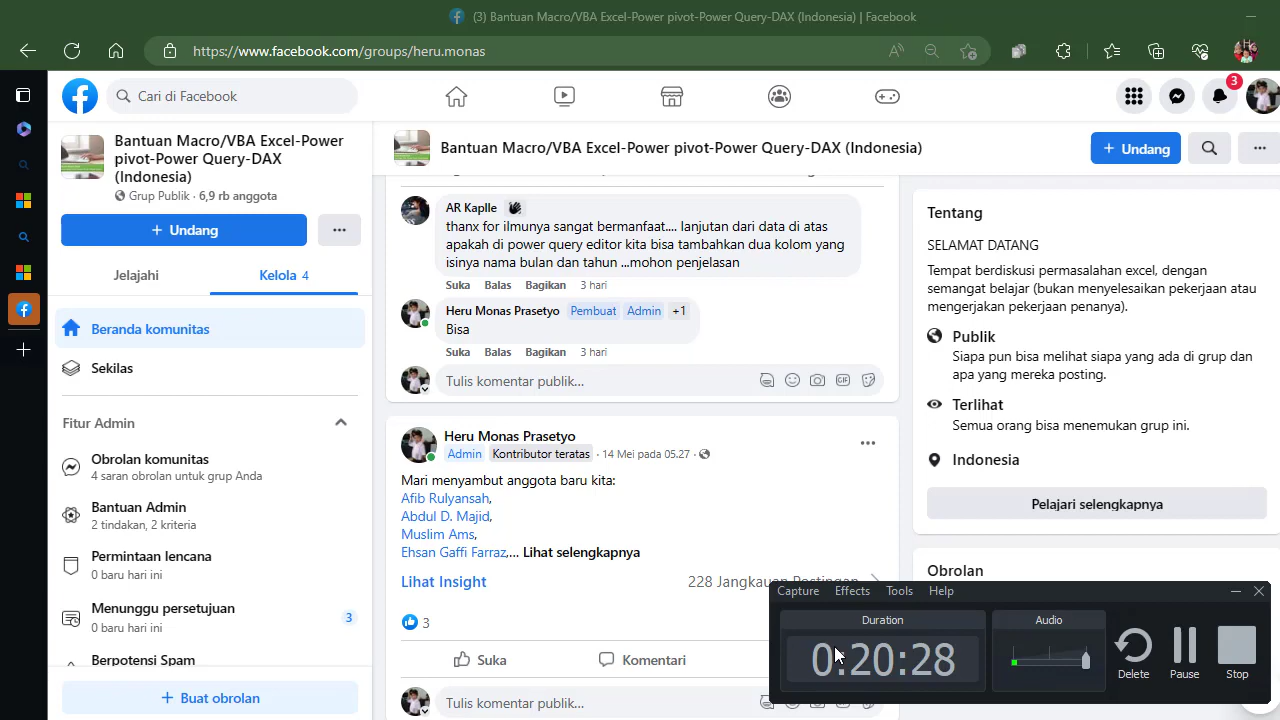 (3) Bantuan Macro/VBA Excel-Power pivot-Power Query-DAX (Indonesia) | Facebook
https://www.facebook.com/groups/heru.monas
Cari di Facebook
3
Bantuan Macro/VBA Excel-Power
pivot-Power Query-DAX
(Indonesia)
Grup Publik · 6,9 rb anggota
+ Undang
Jelajahi
Kelola 4
Beranda komunitas
Sekilas
Fitur Admin
Obrolan komunitas
4 saran obrolan untuk grup Anda
Bantuan Admin
2 tindakan, 2 kriteria
Permintaan lencana
0 baru hari ini
Menunggu persetujuan
0 baru hari ini
3
Berpotensi Spam
+ Buat obrolan
Bantuan Macro/VBA Excel-Power pivot-Power Query-DAX (Indonesia)
+ Undang
AR Kaplle
thanx for ilmunya sangat bermanfaat.... lanjutan dari data di atas
apakah di power query editor kita bisa tambahkan dua kolom yang
isinya nama bulan dan tahun ...mohon penjelasan
Suka Balas Bagikan 3 hari
Heru Monas Prasetyo Pembuat Admin +1
Bisa
Suka Balas Bagikan 3 hari
Tulis komentar publik...
GIF
Heru Monas Prasetyo
Admin Kontributor teratas · 14 Mei pada 05.27 ·
Mari menyambut anggota baru kita:
Afib Rulyansah,
Abdul D. Majid,
Muslim Ams,
Ehsan Gaffi Farraz,... Lihat selengkapnya
Lihat Insight
228 Jangkauan Postingan
3
Suka
Komentari
Tulis komentar publik...
Tentang
SELAMAT DATANG
Tempat berdiskusi permasalahan excel, dengan
semangat belajar (bukan menyelesaikan pekerjaan atau
mengerjakan pekerjaan penanya).
Publik
Siapa pun bisa melihat siapa yang ada di grup dan
apa yang mereka posting.
Terlihat
Semua orang bisa menemukan grup ini.
Indonesia
Pelajari selengkapnya
Obrolan
Capture Effects Tools Help
Duration
0:20:28
Audio
Delete
Pause
Stop